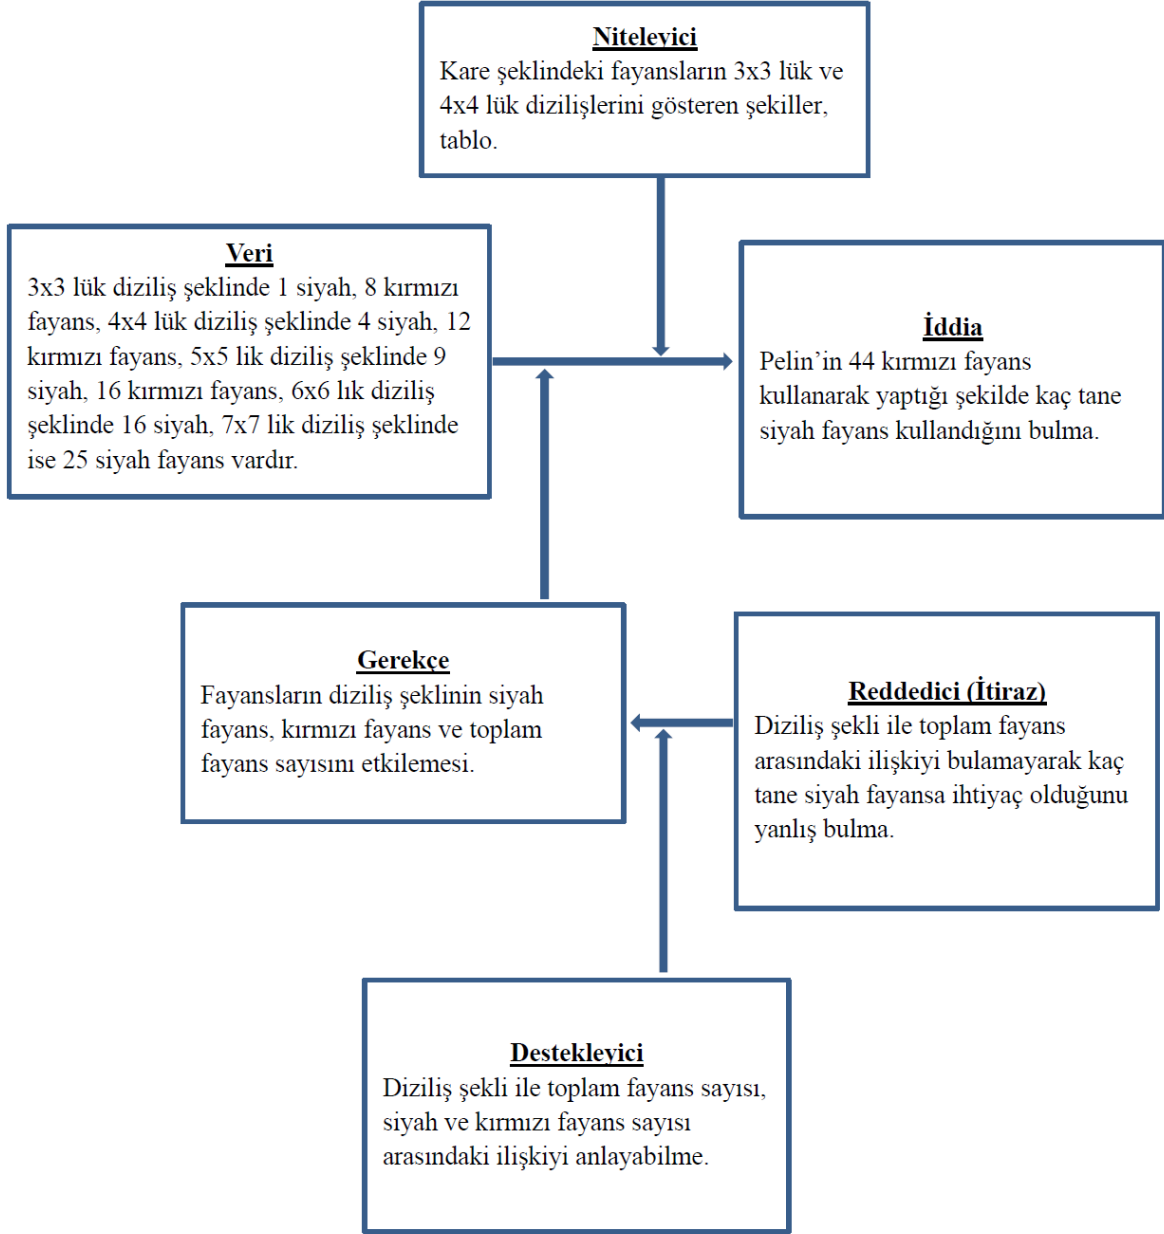 Niteleyici
Kare şeklindeki fayansların 3x3 lük ve
4x4 lük dizilişlerini gösteren şekiller,
tablo.
Veri
3x3 lük diziliş şeklinde 1 siyah, 8 kırmızı
fayans, 4x4 lük diziliş şeklinde 4 siyah, 12
kırmızı fayans, 5x5 lik diziliş şeklinde 9
siyah, 16 kırmızı fayans, 6x6 lık diziliş
şeklinde 16 siyah, 7x7 lik diziliş şeklinde
ise 25 siyah fayans vardır.
İddia
Pelin’in 44 kırmızı fayans
kullanarak yaptığı şekilde kaç tane
siyah fayans kullandığını bulma.
Gerekçe
Fayansların diziliş şeklinin siyah
fayans, kırmızı fayans ve toplam
fayans sayısını etkilemesi.
Reddedici (İtiraz)
Diziliş şekli ile toplam fayans
arasındaki ilişkiyi bulamayarak kaç
tane siyah fayansa ihtiyaç olduğunu
yanlış bulma.
Destekleyici
Diziliş şekli ile toplam fayans sayısı,
siyah ve kırmızı fayans sayısı
arasındaki ilişkiyi anlayabilme.